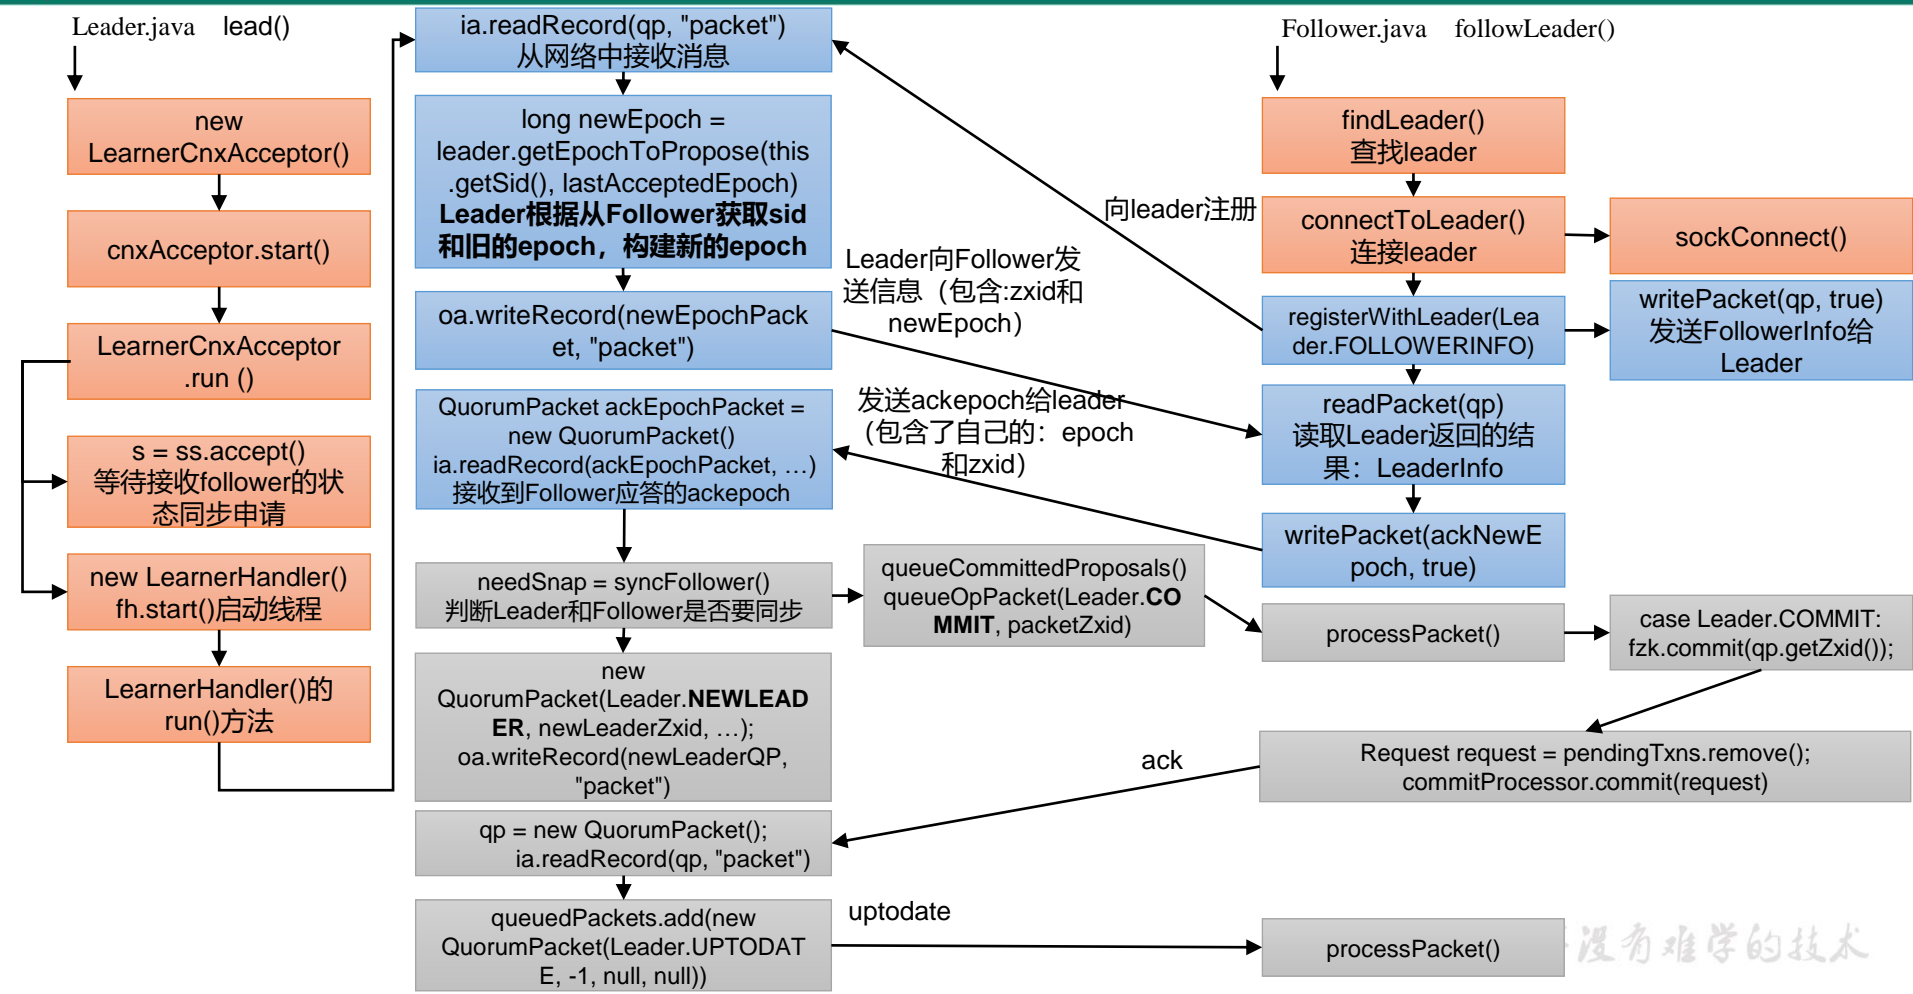 Leader.java lead()
new
LearnerCnxAcceptor()
cnxAcceptor.start()
LearnerCnxAcceptor
.run ()
s = ss.accept()
等待接收follower的状
态同步申请
new LearnerHandler()
fh.start()启动线程
LearnerHandler()的
run()方法
ia.readRecord(qp, "packet")
从网络中接收消息
long newEpoch =
leader.getEpochToPropose(this
.getSid(), lastAcceptedEpoch)
Leader根据从Follower获取sid
和旧的epoch，构建新的epoch
oa.writeRecord(newEpochPack
et, "packet")
QuorumPacket ackEpochPacket =
new QuorumPacket()
ia.readRecord(ackEpochPacket, …)
接收到Follower应答的ackepoch
needSnap = syncFollower()
判断Leader和Follower是否要同步
new
QuorumPacket(Leader.NEWLEAD
ER, newLeaderZxid, …);
oa.writeRecord(newLeaderQP,
"packet")
qp = new QuorumPacket();
ia.readRecord(qp, "packet")
queuedPackets.add(new
QuorumPacket(Leader.UPTODAT
E, -1, null, null))
Leader向Follower发
送信息（包含:zxid和
newEpoch）
发送ackepoch给leader
（包含了自己的：epoch
和zxid）
queueCommittedProposals()
queueOpPacket(Leader.CO
MMIT, packetZxid)
向leader注册
ack
uptodate
Follower.java followLeader()
findLeader()
查找leader
connectToLeader()
连接leader
sockConnect()
registerWithLeader(Lea
der.FOLLOWERINFO)
writePacket(qp, true)
发送FollowerInfo给
Leader
readPacket(qp)
读取Leader返回的结
果：LeaderInfo
writePacket(ackNewE
poch, true)
processPacket()
case Leader.COMMIT:
fzk.commit(qp.getZxid());
Request request = pendingTxns.remove();
commitProcessor.commit(request)
processPacket()
没有难学的技术